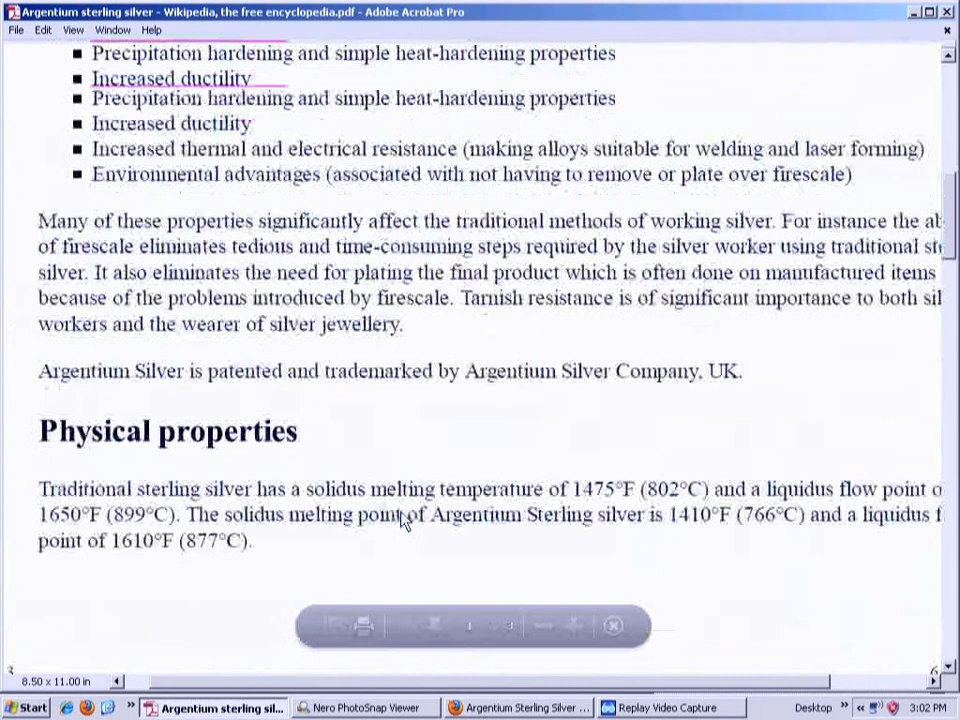 Argentium sterling silver - Wikipedia, the free encyclopedia.pdf - Adobe Acrobat Pro
File Edit View Window Help
Precipitation hardening and simple heat-hardening properties
Increased ductility
Precipitation hardening and simple heat-hardening properties
Increased ductility
Increased thermal and electrical resistance (making alloys suitable for welding and laser forming)
Environmental advantages (associated with not having to remove or plate over firescale)
Many of these properties significantly affect the traditional methods of working silver. For instance the
of firescale eliminates tedious and time-consuming steps required by the silver worker using traditional
silver. It also eliminates the need for plating the final product which is often done on manufactured items
because of the problems introduced by firescale. Tarnish resistance is of significant importance to both
workers and the wearer of silver jewellery.
Argentium Silver is patented and trademarked by Argentium Silver Company, UK.
Physical properties
Traditional sterling silver has a solidus melting temperature of 1475°F (802°C) and a liquidus flow point
1650°F (899°C). The solidus melting point of Argentium Sterling silver is 1410°F (766°C) and a liquidus
point of 1610°F (877°C).
8.50 x 11.00 in
Start Argentium sterling sil... Nero PhotoSnap Viewer Argentium Sterling Silver ... Replay Video Capture Desktop 3:02 PM